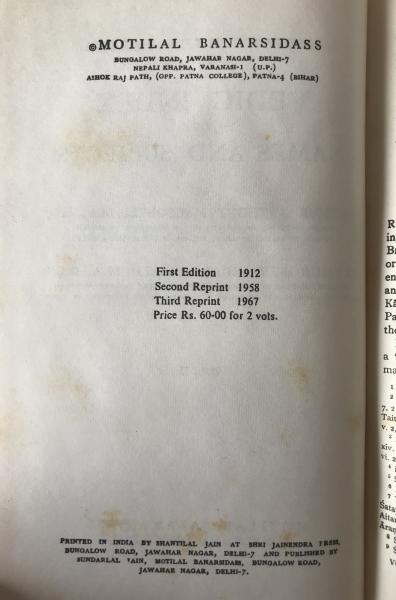 ©MOTILAL BANARSIDASS
BUNGALOW ROAD, JAWAHAR NAGAR, DELHI-7
NEPALI KHAPRA, VARANASI-1 (U.P.)
ASHOK RAJ PATH, (OPP. PATNA COLLEGE), PATNA-4 (BIHAR)
First Edition 1912
Second Reprint 1958
Third Reprint 1967
Price Rs. 60-00 for 2 vols.
PRINTED IN INDIA BY SHANTILAL JAIN AT SHRI JAINENDRA PRESS,
BUNGALOW ROAD, JAWAHAR NAGAR, DELHI-7 AND PUBLISHED BY
SUNDARLAL JAIN, MOTILAL BANARSIDASS, BUNGALOW ROAD,
JAWAHAR NAGAR, DELHI-7.